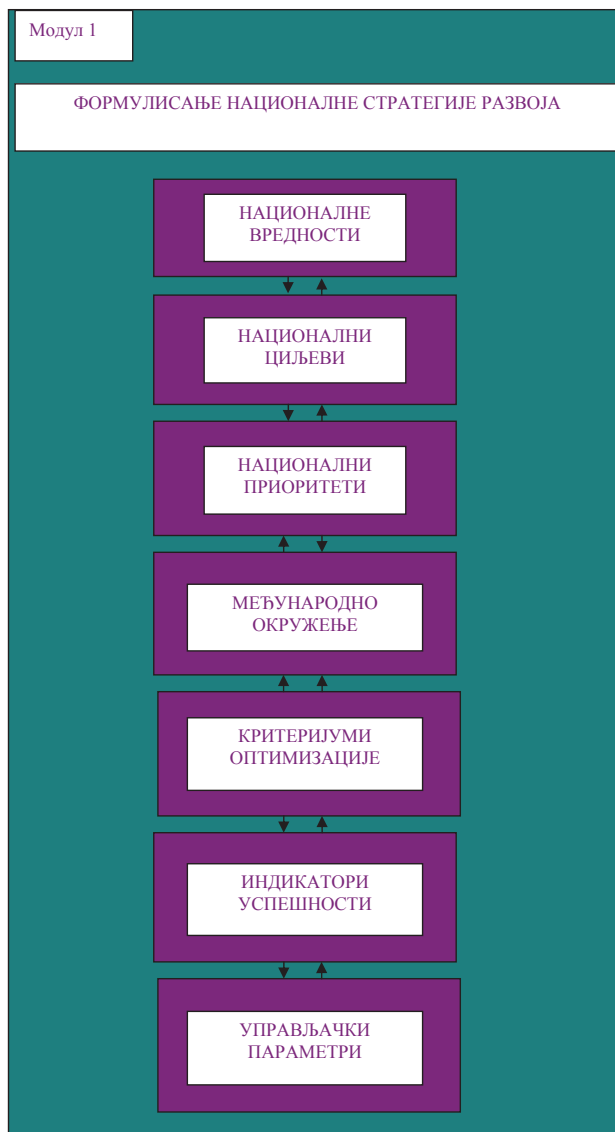 Модул 1
ФОРМУЛИСАЊЕ НАЦИОНАЛНЕ СТРАТЕГИЈЕ РАЗВОЈА
НАЦИОНАЛНЕ
ВРЕДНОСТИ
НАЦИОНАЛНИ
ЦИЉЕВИ
НАЦИОНАЛНИ
ПРИОРИТЕТИ
МЕЂУНАРОДНО
ОКРУЖЕЊЕ
КРИТЕРИЈУМИ
ОПТИМИЗАЦИЈЕ
ИНДИКАТОРИ
УСПЕШНОСТИ
УПРАВЉАЧКИ
ПАРАМЕТРИ